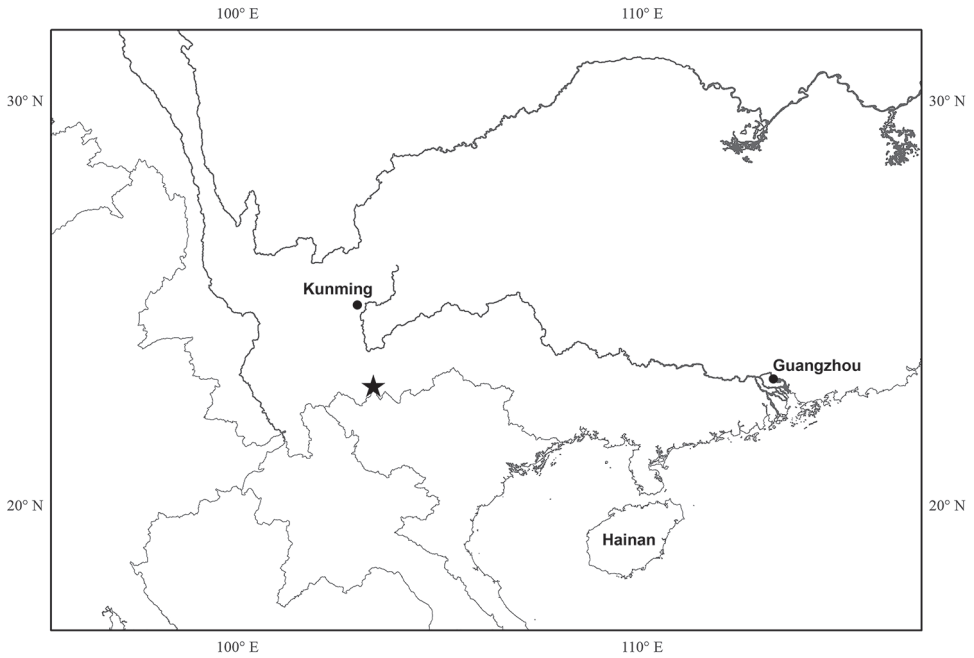 100° E 110° E
30° N 30° N
Kunming
Guangzhou
20° N 20° N
Hainan
100° E 110° E